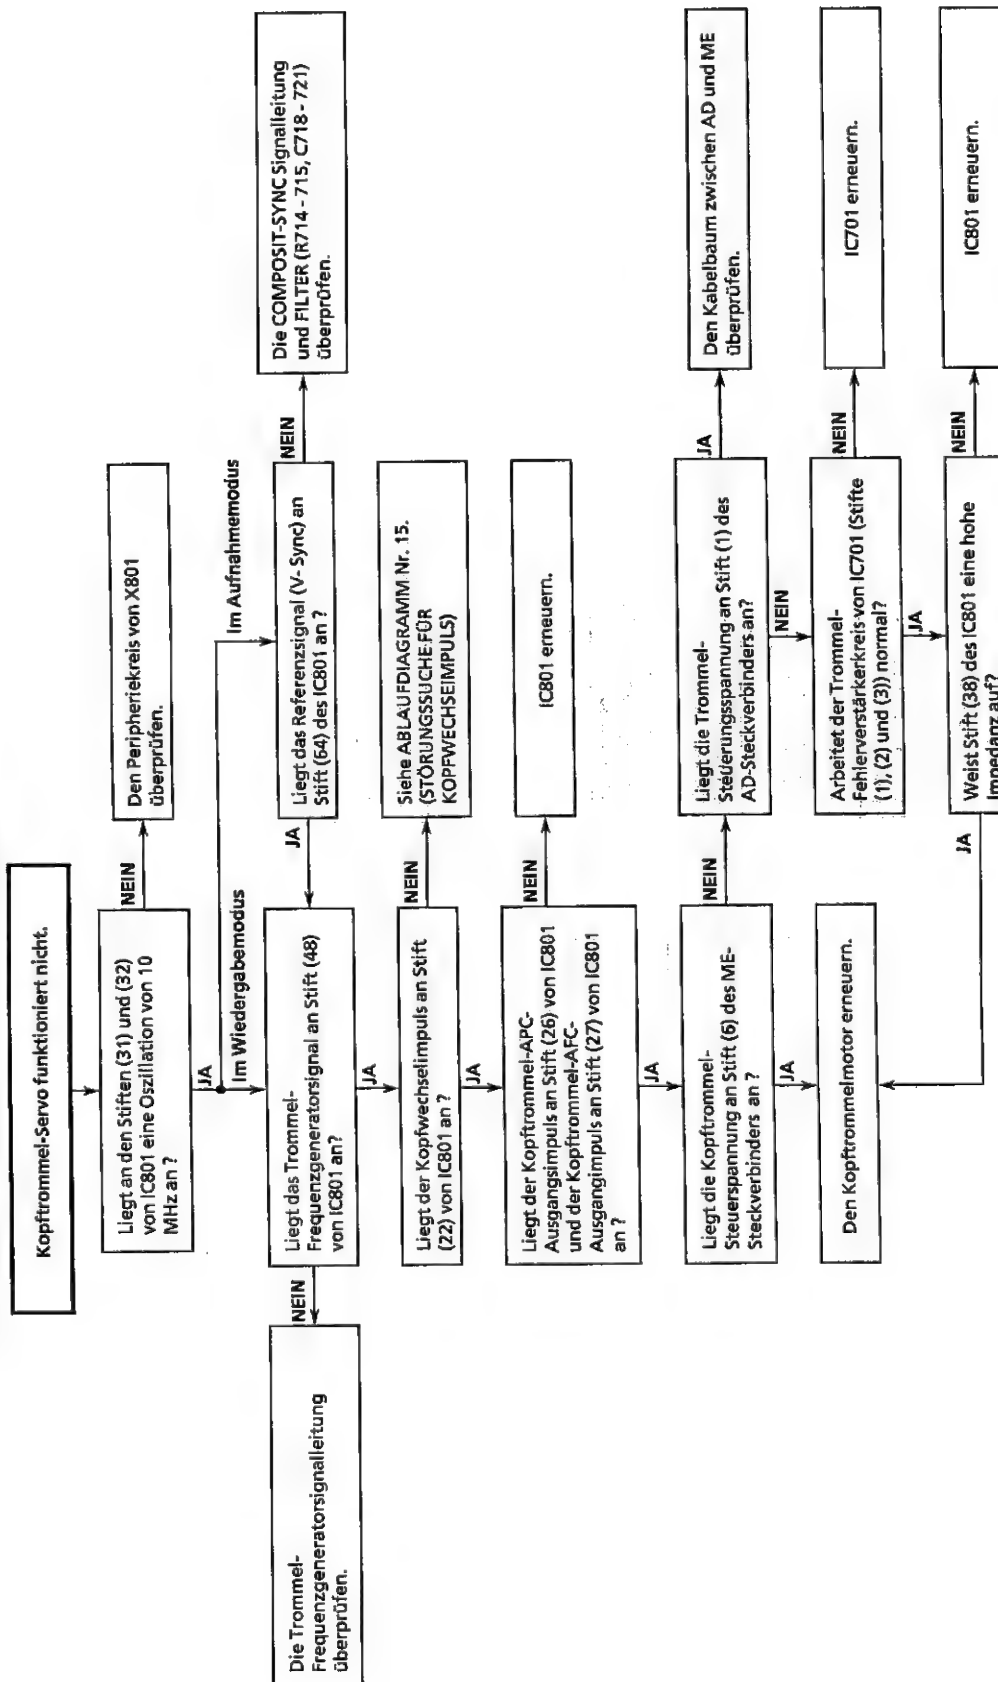 Kopftrommel-Servo funktioniert nicht.
Liegt an den Stiften (31) und (32)
von IC801 eine Oszillation von 10
MHz an ?
NEIN
Den Peripheriekreis von X801
überprüfen.
JA
Im Wiedergabemodus
Im Aufnahmemodus
Liegt das Referenzsignal (V- Sync) an
Stift (64) des IC801 an ?
NEIN
Die COMPOSIT-SYNC Signalleitung
und FILTER (R714 - 715, C718 - 721)
überprüfen.
JA
Liegt das Trommel-
Frequenzgeneratorsignal an Stift (48)
von IC801 an?
NEIN
Die Trommel-
Frequenzgeneratorsignalleitung
überprüfen.
JA
Liegt der Kopfwechselimpuls an Stift
(22) von IC801 an ?
NEIN
Siehe ABLAUFDIAGRAMM Nr. 15.
(STÖRUNGSSUCHE FÜR
KOPFWECHSEIMPULS)
JA
Liegt der Kopftrommel-APC-
Ausgangsimpuls an Stift (26) von IC801
und der Kopftrommel-AFC-
Ausgangimpuls an Stift (27) von IC801
an ?
NEIN
IC801 erneuern.
JA
Liegt die Kopftrommel-
Steuerspannung an Stift (6) des ME-
Steckverbinders an ?
NEIN
Liegt die Trommel-
Steuerungsspannung an Stift (1) des
AD-Steckverbinders an?
JA
Den Kabelbaum zwischen AD und ME
überprüfen.
JA
NEIN
Den Kopftrommelmotor erneuern.
Arbeitet der Trommel-
Fehlerverstärkerkreis von IC701 (Stifte
(1), (2) und (3)) normal?
NEIN
IC701 erneuern.
JA
Weist Stift (38) des IC801 eine hohe
Impedanz auf?
NEIN
IC801 erneuern.
JA